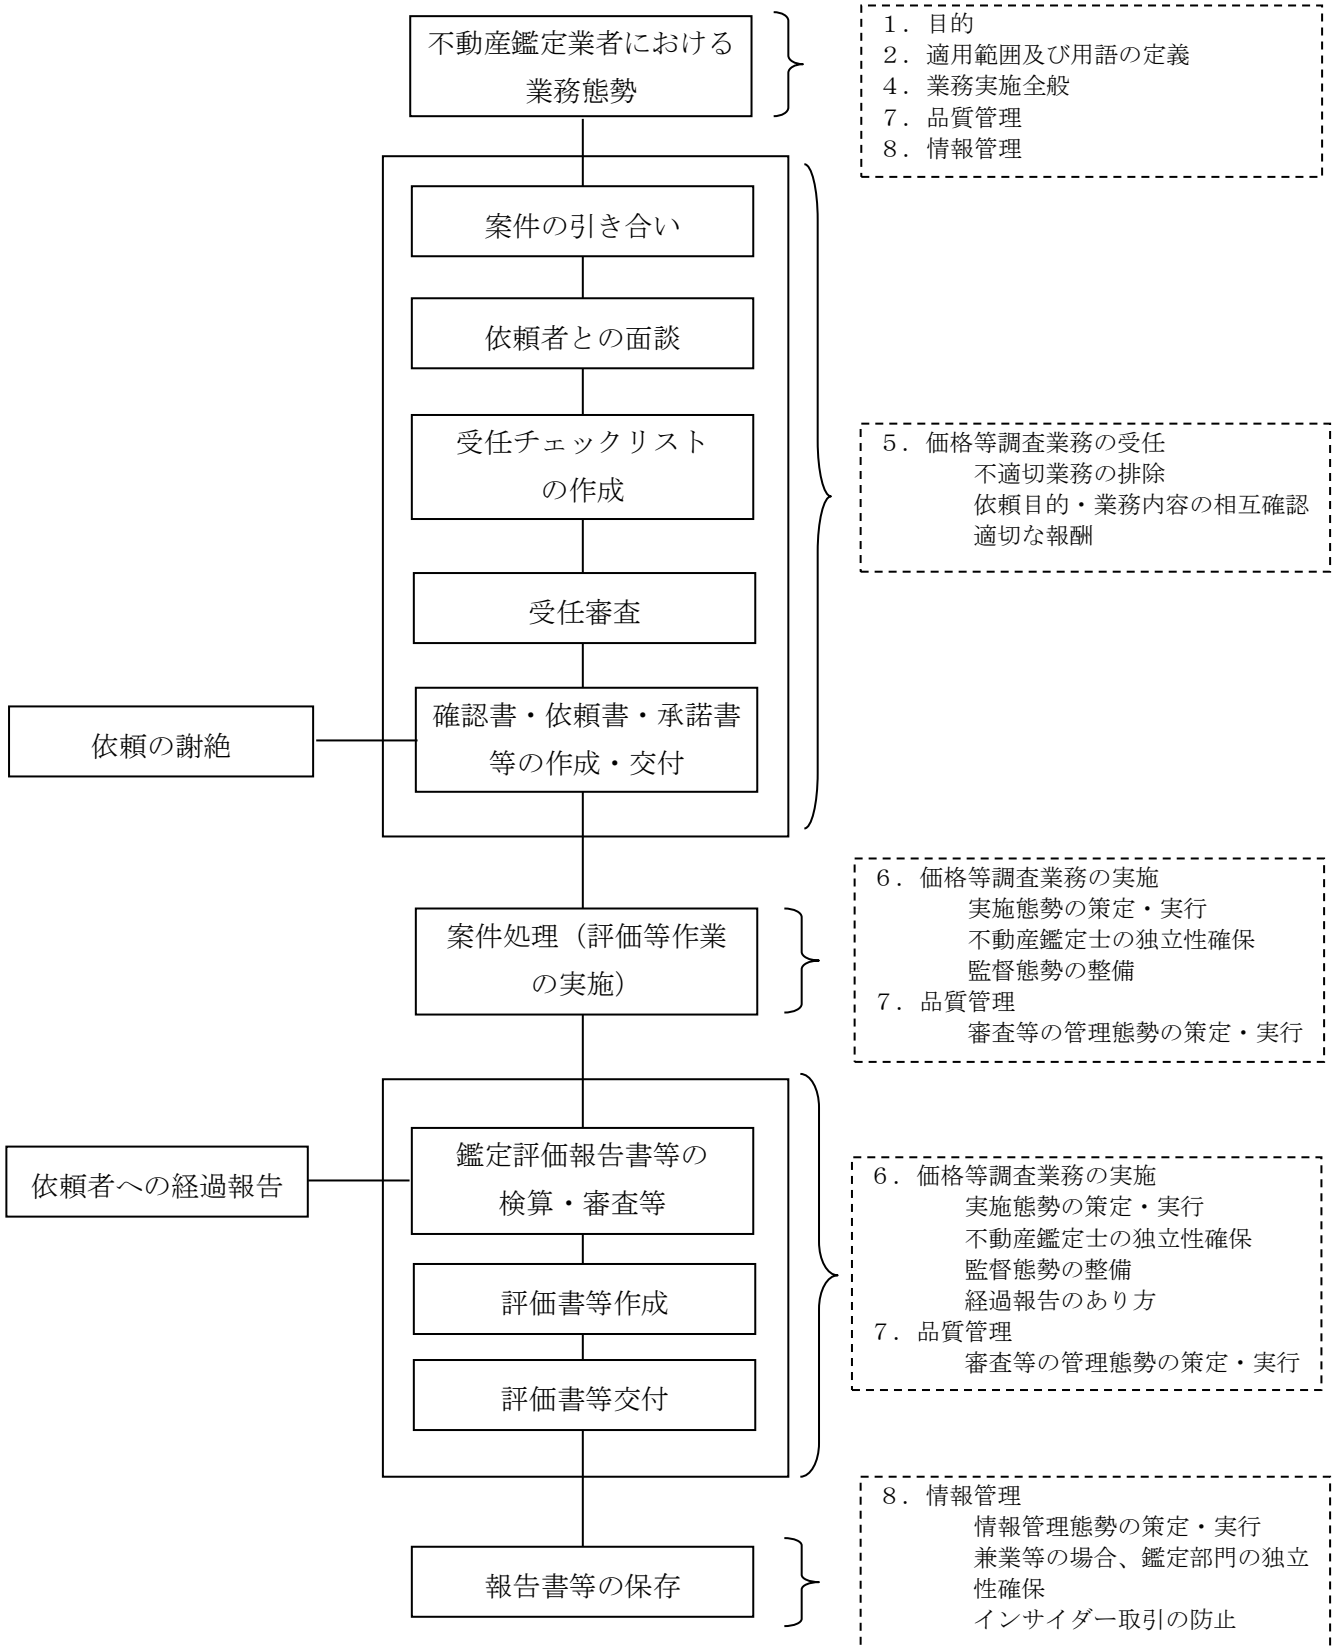 不動産鑑定業者における
業務態勢
１．目的
２．適用範囲及び用語の定義
４．業務実施全般
７．品質管理
８．情報管理
案件の引き合い
依頼者との面談
受任チェックリスト
の作成
受任審査
確認書・依頼書・承諾書
等の作成・交付
依頼の謝絶
５．価格等調査業務の受任
不適切業務の排除
依頼目的・業務内容の相互確認
適切な報酬
案件処理（評価等作業
の実施）
６．価格等調査業務の実施
実施態勢の策定・実行
不動産鑑定士の独立性確保
監督態勢の整備
７．品質管理
審査等の管理態勢の策定・実行
鑑定評価報告書等の
検算・審査等
依頼者への経過報告
評価書等作成
評価書等交付
６．価格等調査業務の実施
実施態勢の策定・実行
不動産鑑定士の独立性確保
監督態勢の整備
経過報告のあり方
７．品質管理
審査等の管理態勢の策定・実行
報告書等の保存
８．情報管理
情報管理態勢の策定・実行
兼業等の場合、鑑定部門の独立
性確保
インサイダー取引の防止